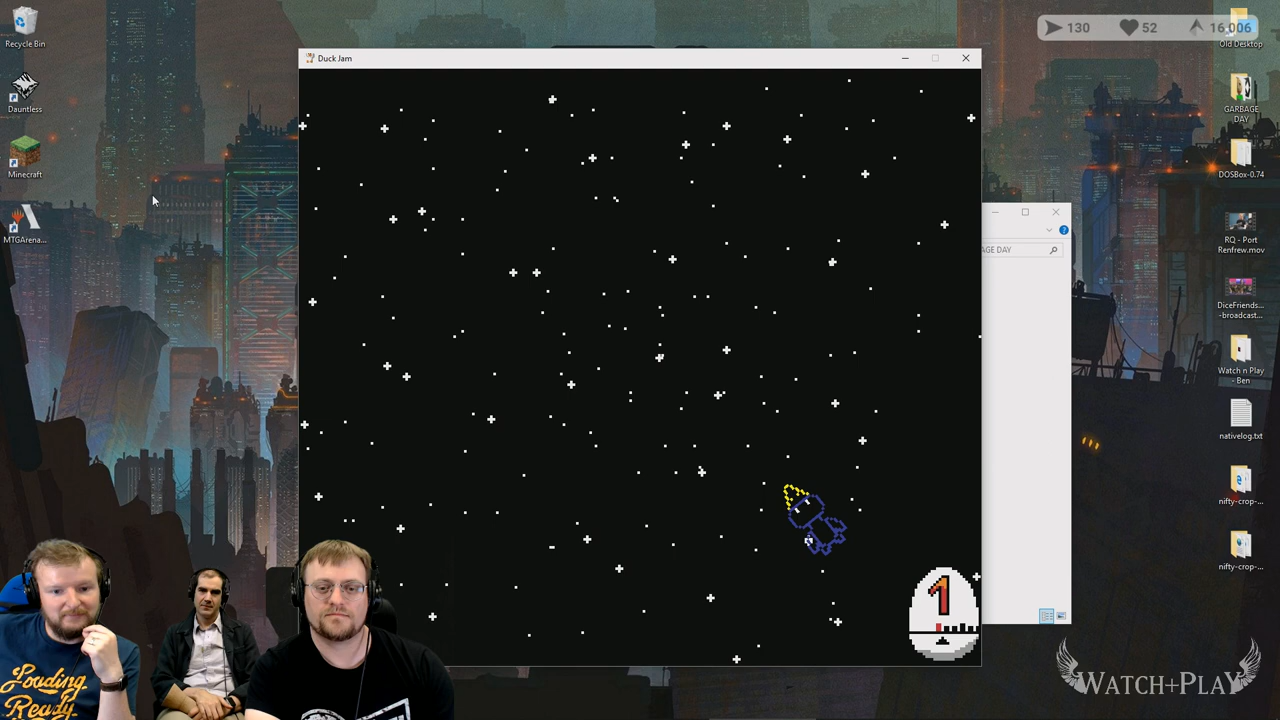 Recycle Bin
Dauntless
Minecraft
MTGArena...
Duck Jam
130
52
16,006
Old Desktop
GARBAGE
DAY
DOSBox-0.74
RQ - Port
Renfrew.mov
DiceFriends...
-broadcast...
Watch n Play
- Ben
nativelog.txt
nifty-crop-...
nifty-crop-...
AGE DAY
1
Loading
Ready
WATCH+PLAY